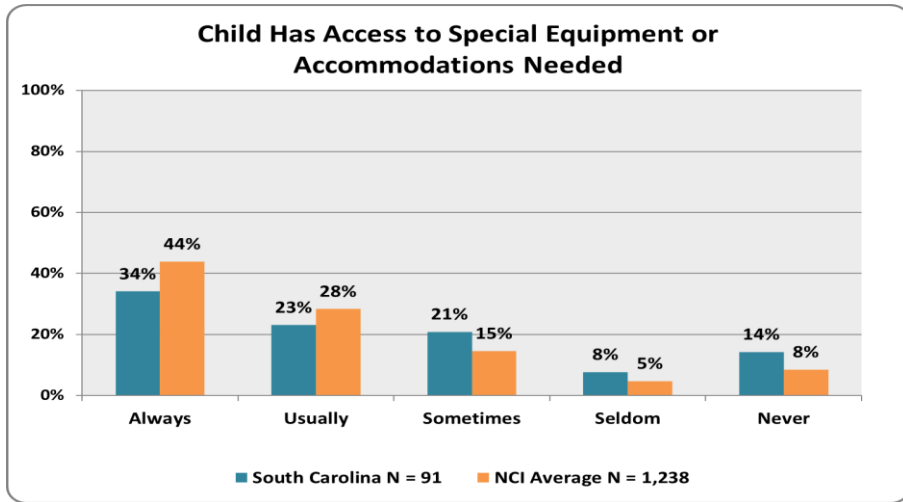 Child Has Access to Special Equipment or
Accommodations Needed
100%
80%
60%
40%
20%
0%
34%
44%
23%
28%
21%
15%
8%
5%
14%
8%
Always
Usually
Sometimes
Seldom
Never
South Carolina N = 91
NCI Average N = 1,238